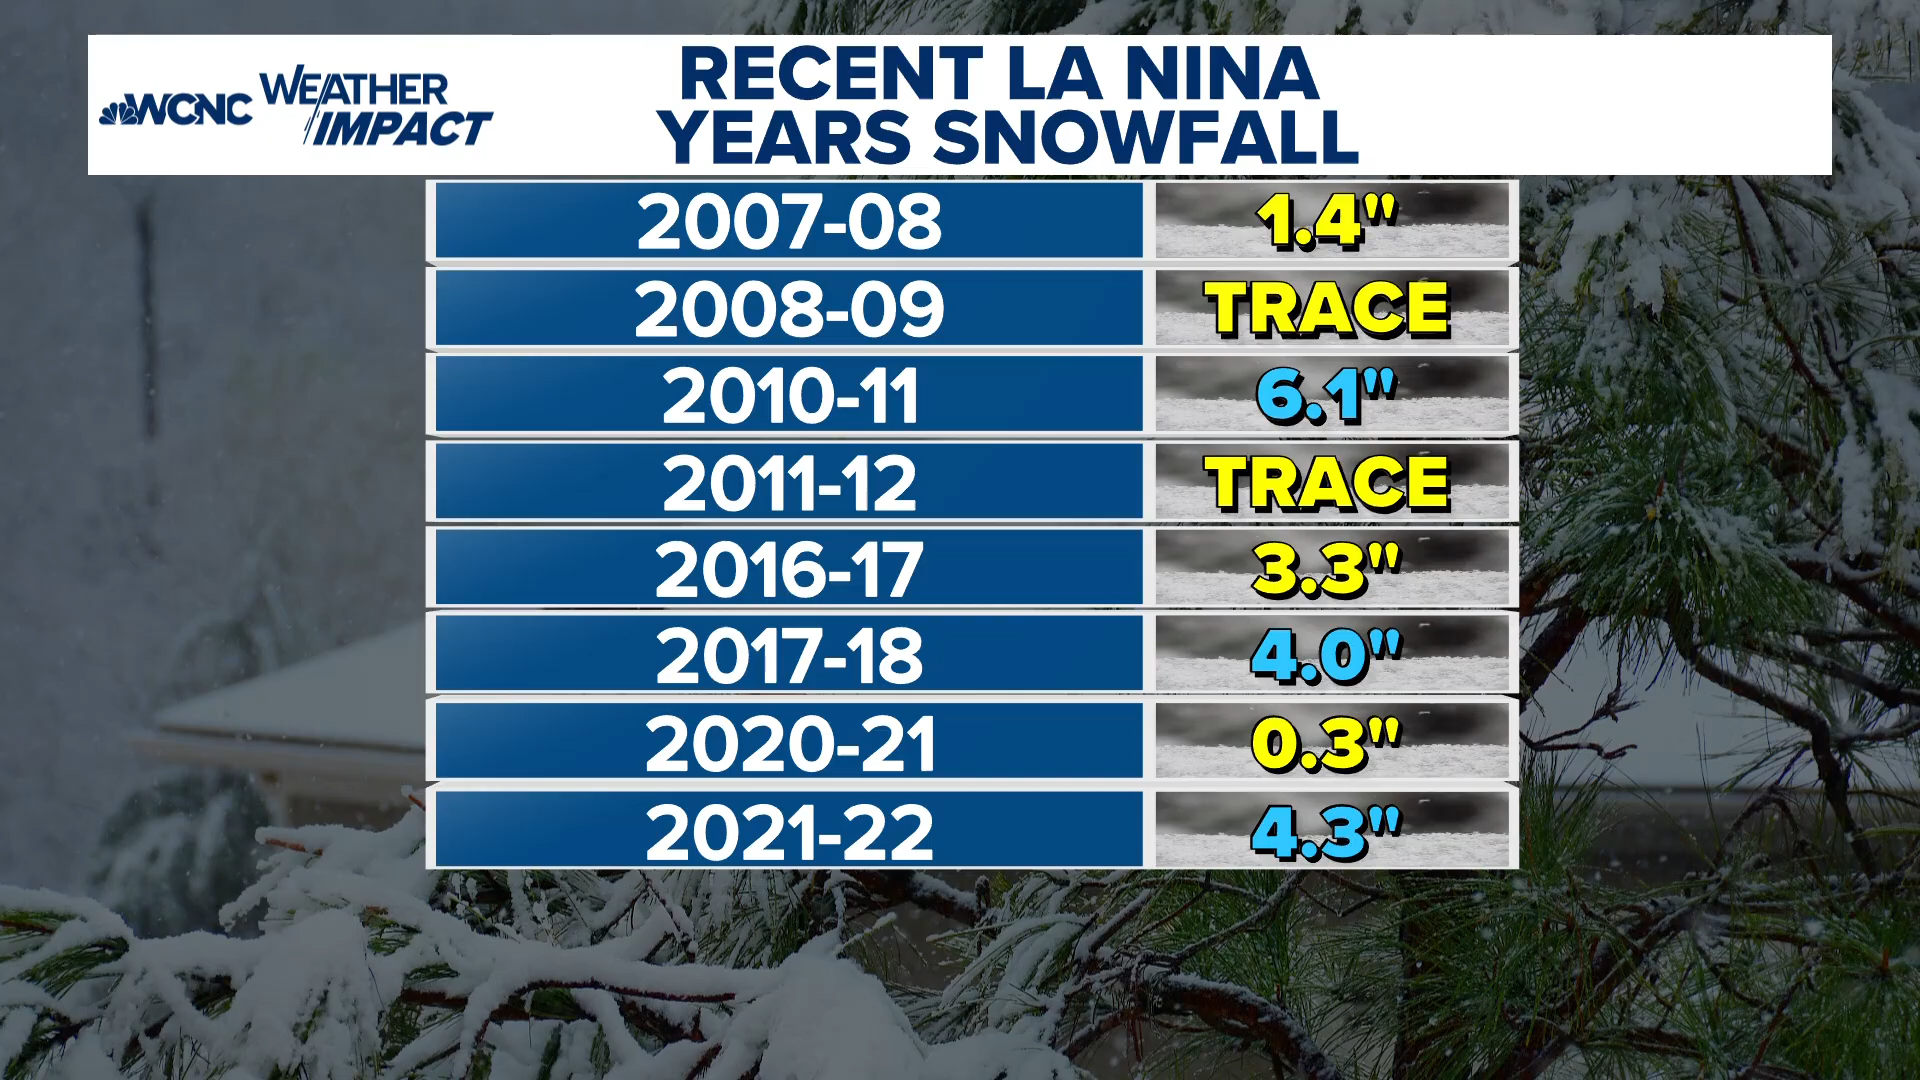 WCNC WEATHER IMPACT
RECENT LA NINA
YEARS SNOWFALL
2007-08 1.4"
2008-09 TRACE
2010-11 6.1"
2011-12 TRACE
2016-17 3.3"
2017-18 4.0"
2020-21 0.3"
2021-22 4.3"